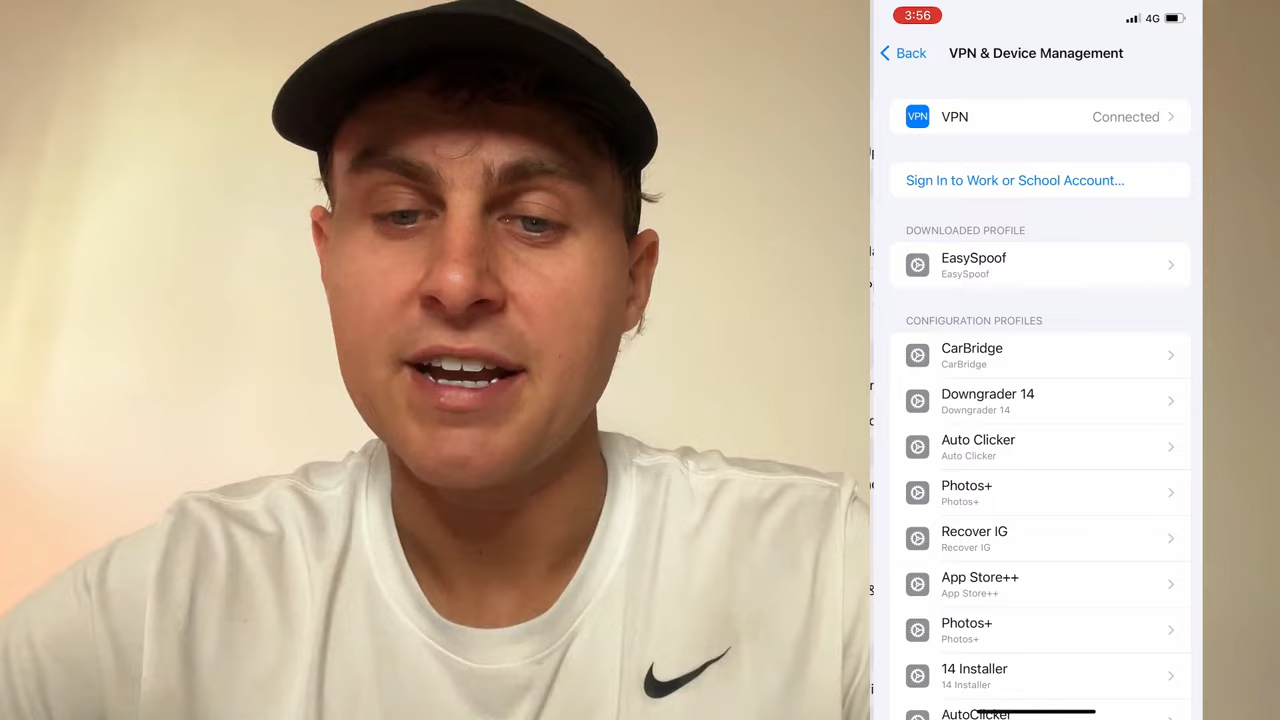 3:56
4G
Back
VPN & Device Management
VPN
VPN
Connected
Sign In to Work or School Account...
DOWNLOADED PROFILE
EasySpoof
EasySpoof
CONFIGURATION PROFILES
CarBridge
CarBridge
Downgrader 14
Downgrader 14
Auto Clicker
Auto Clicker
Photos+
Photos+
Recover IG
Recover IG
App Store++
App Store++
Photos+
Photos+
14 Installer
14 Installer
AutoClicker